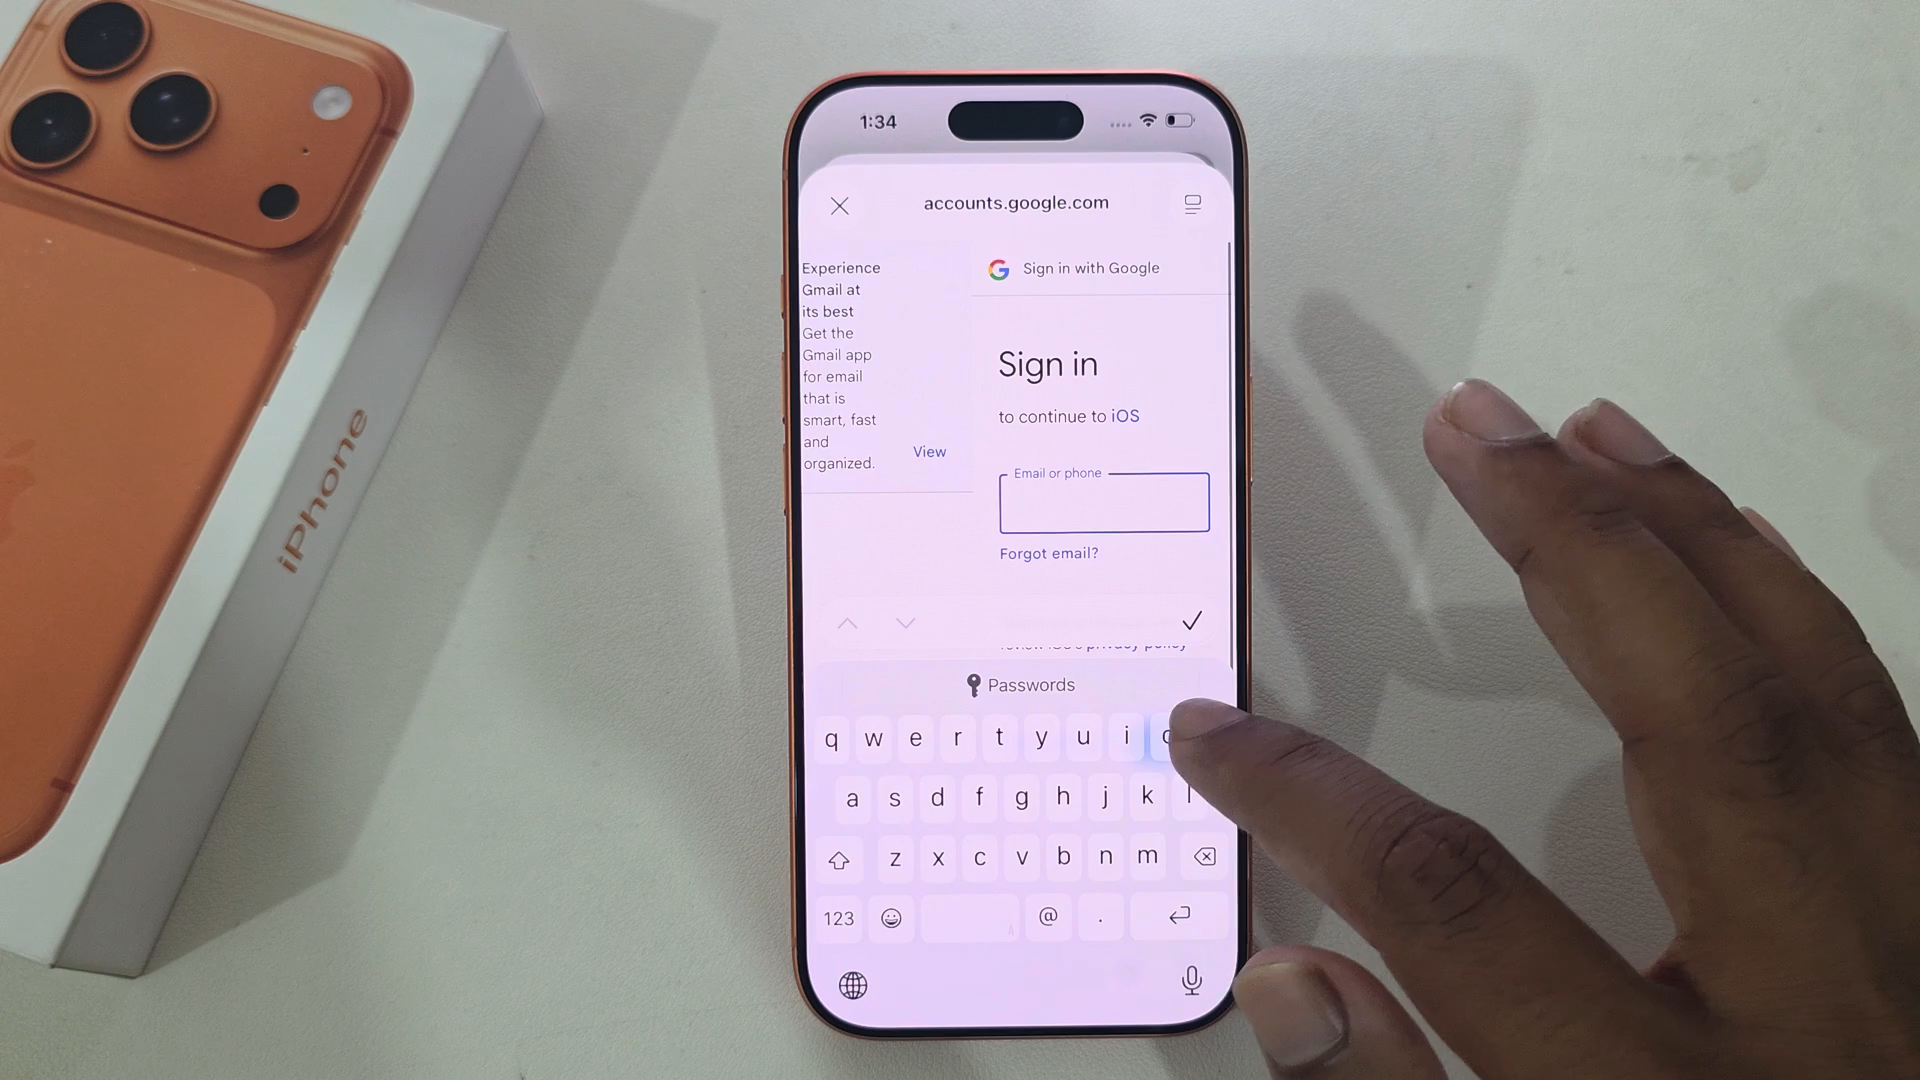 iPhone
1:34
accounts.google.com
Experience
Gmail at
its best
Get the
Gmail app
for email
that is
smart, fast
and
organized.
View
Sign in with Google
Sign in
to continue to iOS
Email or phone
Forgot email?
privacy policy
Passwords
q w e r t y u i
a s d f g h j k l
z x c v b n m
123 @ .